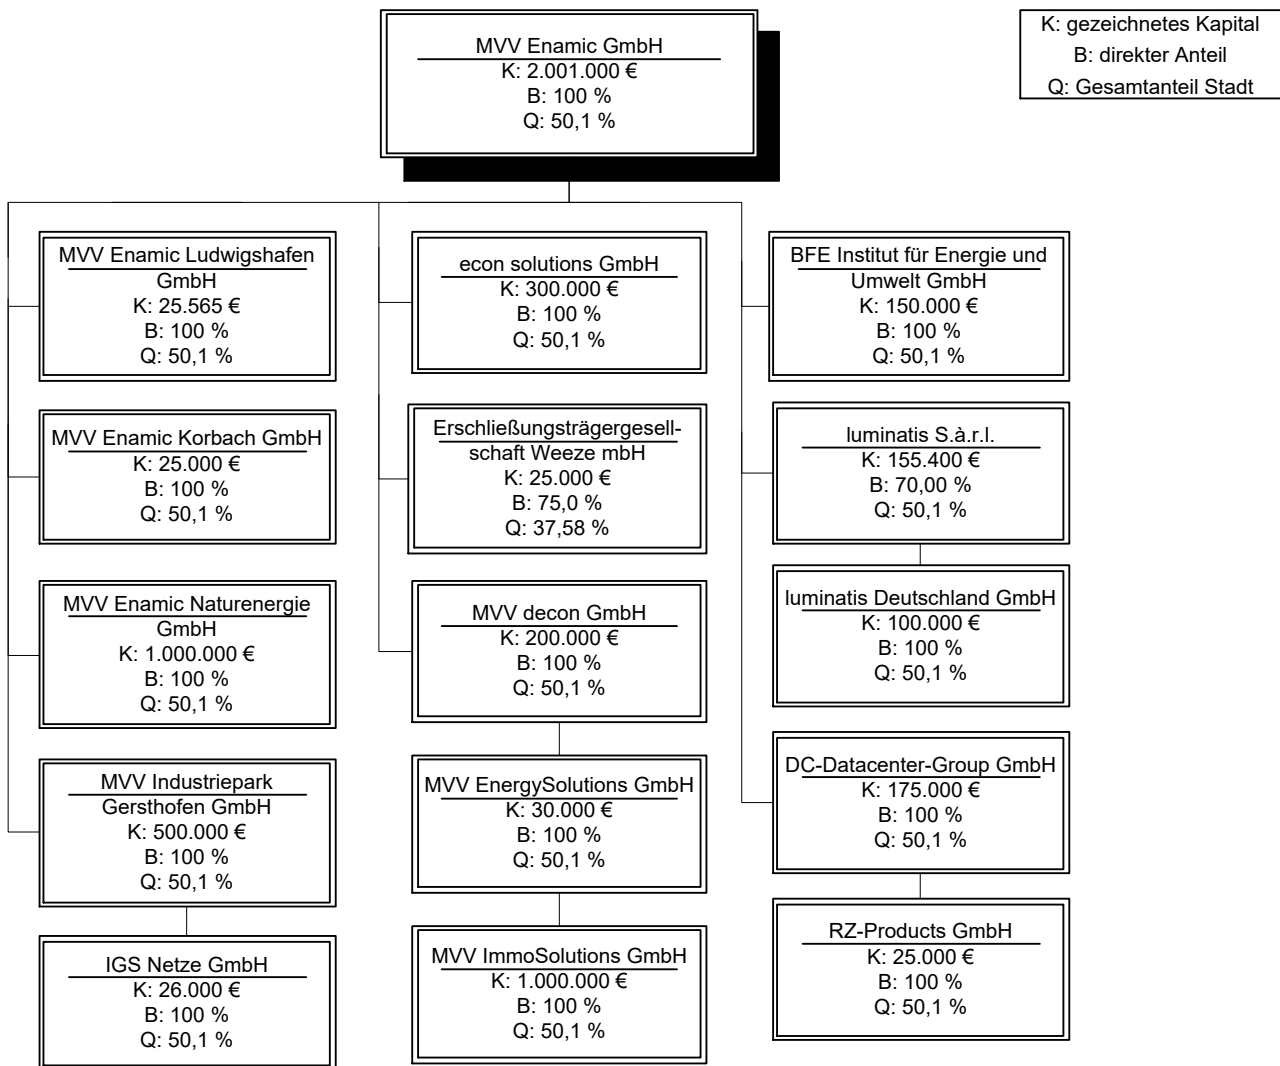 MVV Enamic GmbH
K: 2.001.000 €
B: 100 %
Q: 50,1 %
K: gezeichnetes Kapital
B: direkter Anteil
Q: Gesamtanteil Stadt
MVV Enamic Ludwigshafen
GmbH
K: 25.565 €
B: 100 %
Q: 50,1 %
MVV Enamic Korbach GmbH
K: 25.000 €
B: 100 %
Q: 50,1 %
MVV Enamic Naturenergie
GmbH
K: 1.000.000 €
B: 100 %
Q: 50,1 %
MVV Industriepark
Gersthofen GmbH
K: 500.000 €
B: 100 %
Q: 50,1 %
IGS Netze GmbH
K: 26.000 €
B: 100 %
Q: 50,1 %
econ solutions GmbH
K: 300.000 €
B: 100 %
Q: 50,1 %
Erschließungsträgergesell-
schaft Weeze mbH
K: 25.000 €
B: 75,0 %
Q: 37,58 %
MVV decon GmbH
K: 200.000 €
B: 100 %
Q: 50,1 %
MVV EnergySolutions GmbH
K: 30.000 €
B: 100 %
Q: 50,1 %
MVV ImmoSolutions GmbH
K: 1.000.000 €
B: 100 %
Q: 50,1 %
BFE Institut für Energie und
Umwelt GmbH
K: 150.000 €
B: 100 %
Q: 50,1 %
luminatis S.à.r.l.
K: 155.400 €
B: 70,00 %
Q: 50,1 %
luminatis Deutschland GmbH
K: 100.000 €
B: 100 %
Q: 50,1 %
DC-Datacenter-Group GmbH
K: 175.000 €
B: 100 %
Q: 50,1 %
RZ-Products GmbH
K: 25.000 €
B: 100 %
Q: 50,1 %